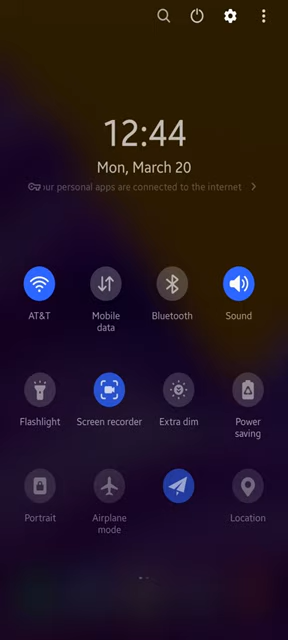 12:44
Mon, March 20
ur personal apps are connected to the internet
AT&T
Mobile data
Bluetooth
Sound
Flashlight
Screen recorder
Extra dim
Power saving
Portrait
Airplane mode
Location